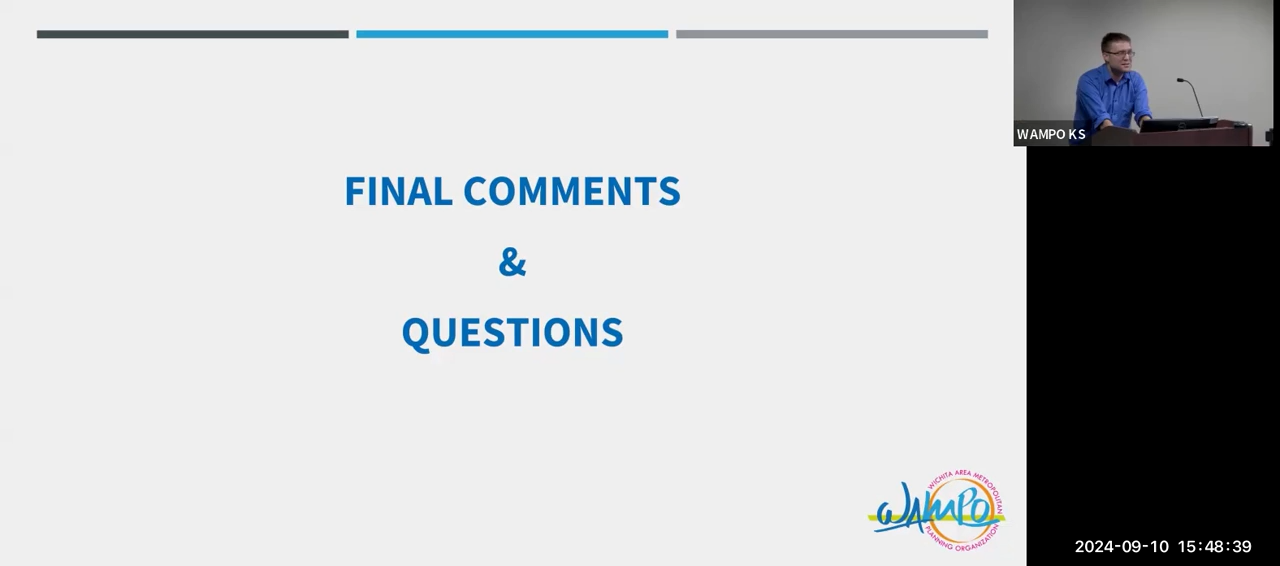 FINAL COMMENTS
&
QUESTIONS
WAMPO KS
WICHITA AREA METROPOLITAN
WAMPO
PLANNING ORGANIZATION
2024-09-10 15:48:39